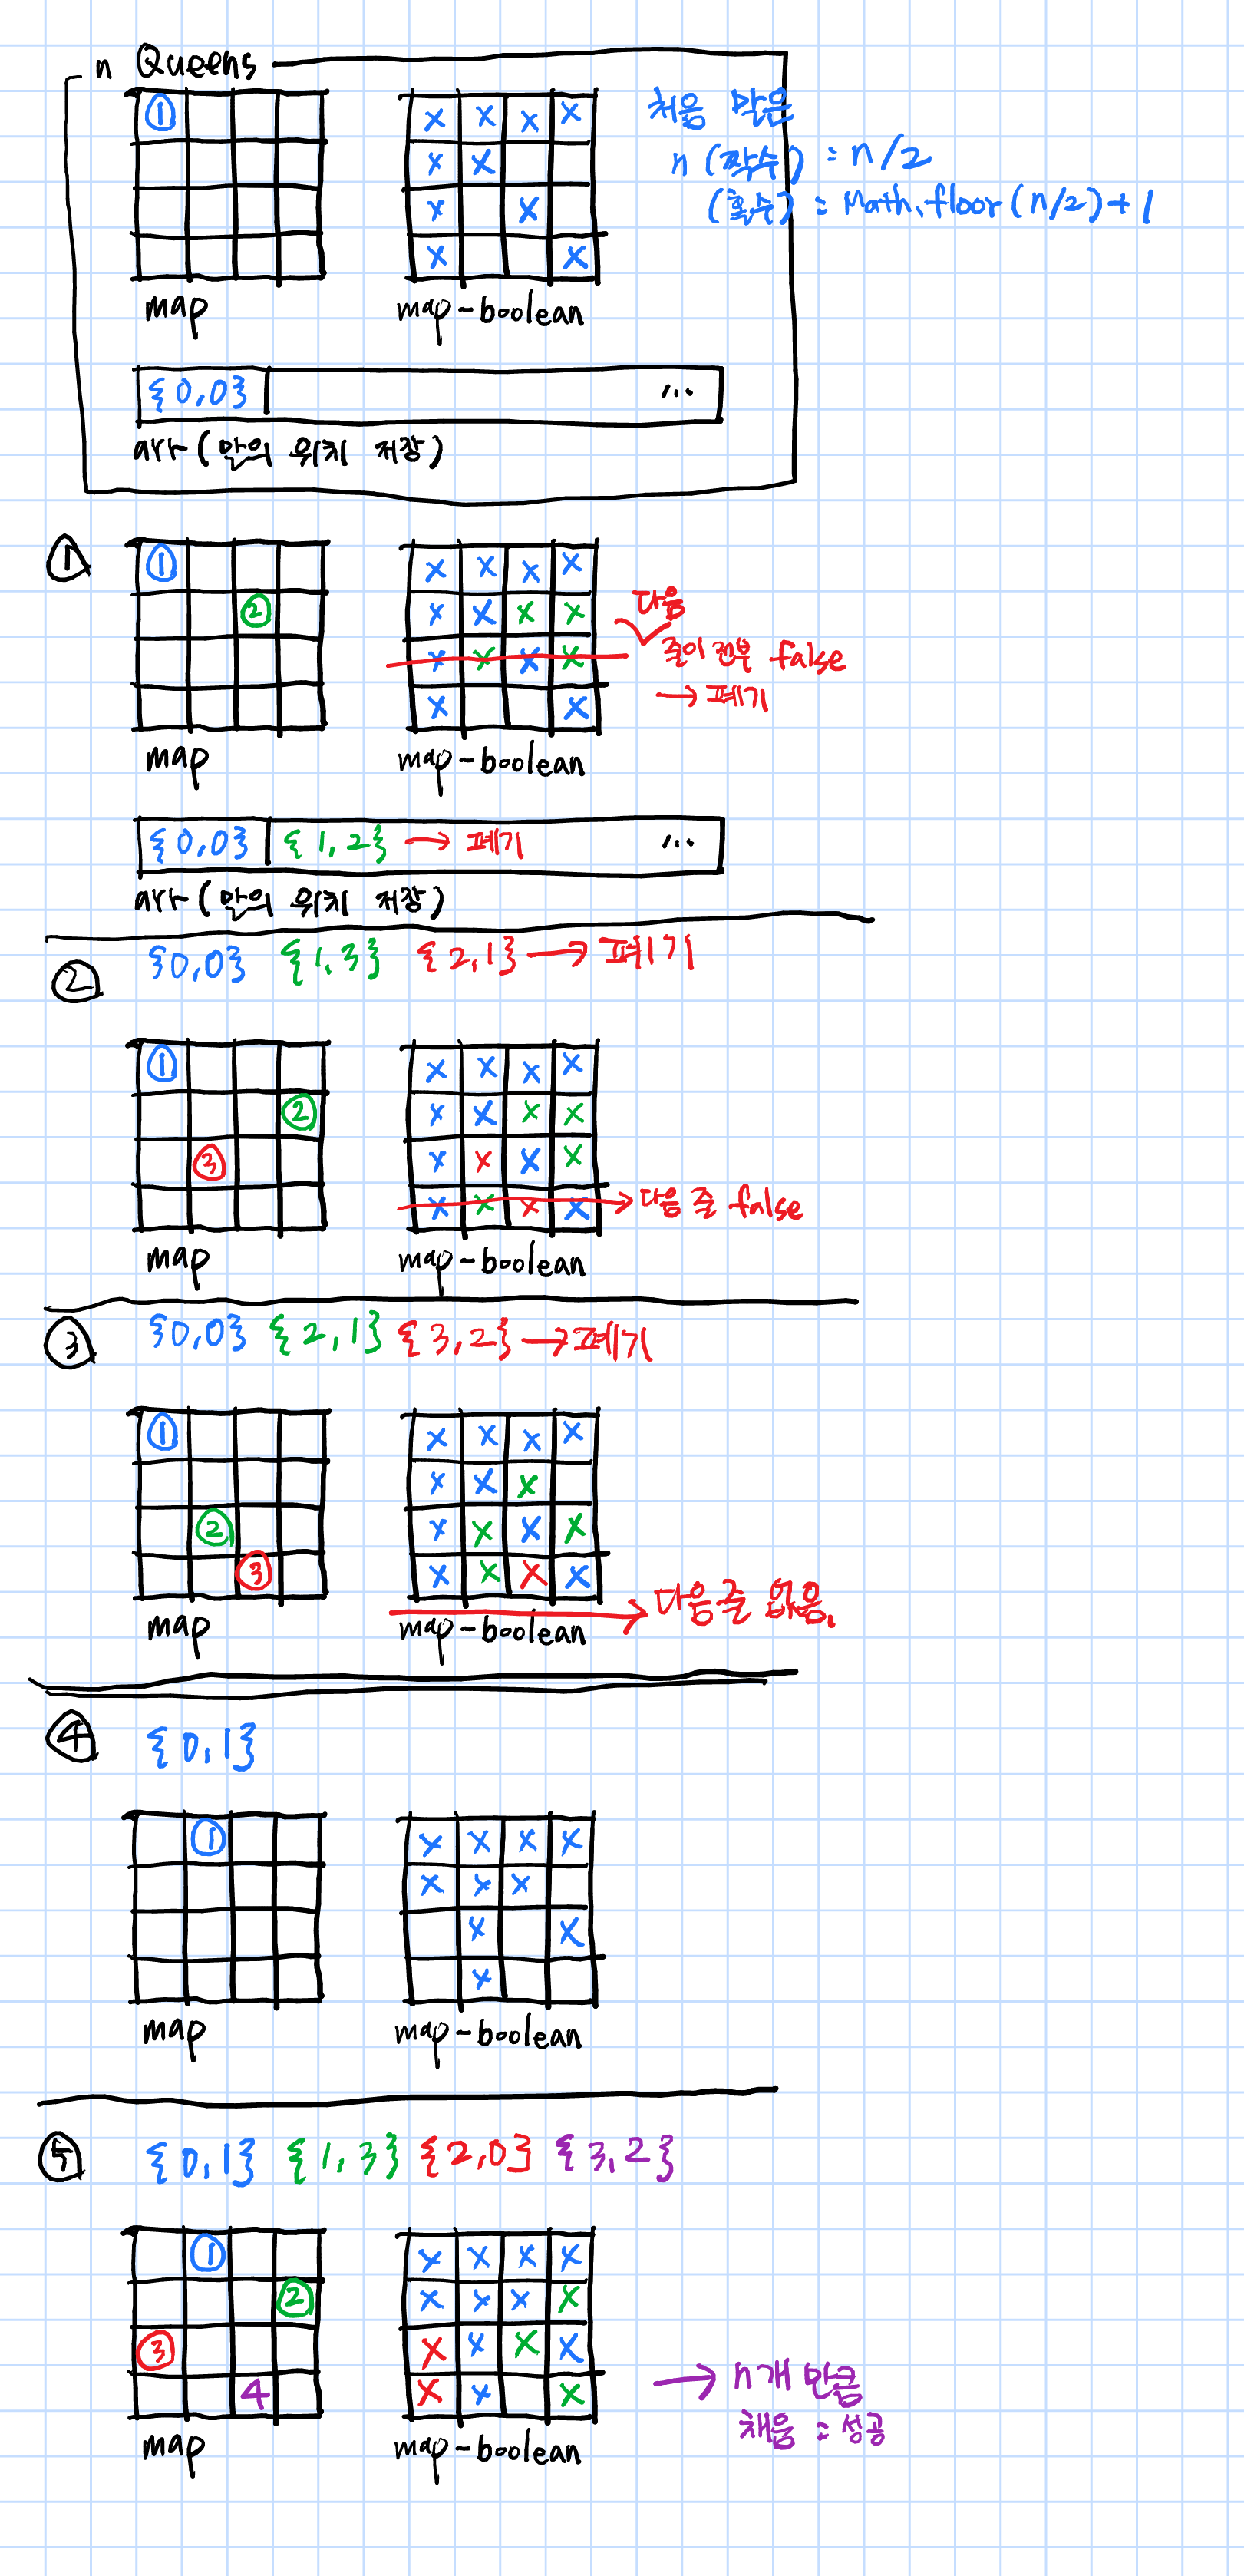 n Queens
①
x x x x
x x
x x
x x
처음 말은
n (짝수) : n/2
(홀수) : Math.floor(n/2)+1
map
map-boolean
{0,0} ...
arr (말의 위치 저장)
①
①
②
x x x x
x x x x
x x x x
x x
다음
줄이 전부 false
→ 폐기
map
map-boolean
{0,0} {1,2} → 폐기 ...
arr (말의 위치 저장)
② {0,0} {1,3} {2,1} → 폐기
①
②
③
x x x x
x x x x
x x x x
x x x x → 다음 줄 false
map
map-boolean
③ {0,0} {2,1} {3,2} → 폐기
①
②
③
x x x x
x x x
x x x x
x x x x
→ 다음 줄 없음.
map
map-boolean
④ {0,1}
①
x x x x
x x x
x x
x
map
map-boolean
⑤ {0,1} {1,3} {2,0} {3,2}
①
②
③
4
x x x x
x x x x
x x x x
x x x
→ n개 만큼
채움 : 성공
map
map-boolean